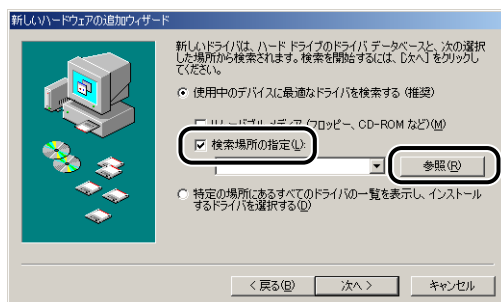 新しいハードウェアの追加ウィザード
新しいドライバは、ハード ドライブのドライバ データベースと、次の選択
した場所から検索されます。検索を開始するには、[次へ] をクリックし
てください。
使用中のデバイスに最適なドライバを検索する (推奨)
リムーバブル メディア (フロッピー、CD-ROM など)(M)
検索場所の指定(L):
参照(R)
特定の場所にあるすべてのドライバの一覧を表示し、インストール
するドライバを選択する(D)
< 戻る(B)
次へ >
キャンセル